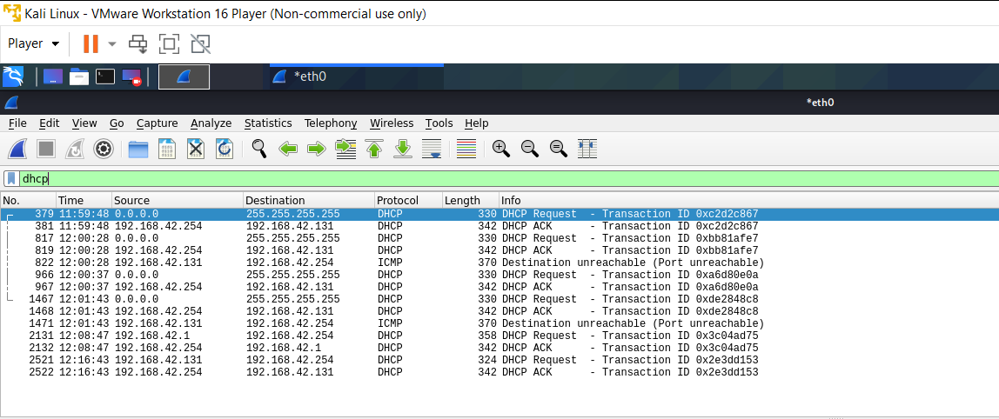 Kali Linux - VMware Workstation 16 Player (Non-commercial use only)
Player
*eth0
*eth0
File Edit View Go Capture Analyze Statistics Telephony Wireless Tools Help
dhcp
No. Time Source Destination Protocol Length Info
379 11:59:48 0.0.0.0 255.255.255.255 DHCP 330 DHCP Request - Transaction ID 0xc2d2c867
381 11:59:48 192.168.42.254 192.168.42.131 DHCP 342 DHCP ACK - Transaction ID 0xc2d2c867
817 12:00:28 0.0.0.0 255.255.255.255 DHCP 330 DHCP Request - Transaction ID 0xbb81afe7
819 12:00:28 192.168.42.254 192.168.42.131 DHCP 342 DHCP ACK - Transaction ID 0xbb81afe7
822 12:00:28 192.168.42.131 192.168.42.254 ICMP 370 Destination unreachable (Port unreachable)
966 12:00:37 0.0.0.0 255.255.255.255 DHCP 330 DHCP Request - Transaction ID 0xa6d80e0a
967 12:00:37 192.168.42.254 192.168.42.131 DHCP 342 DHCP ACK - Transaction ID 0xa6d80e0a
1467 12:01:43 0.0.0.0 255.255.255.255 DHCP 330 DHCP Request - Transaction ID 0xde2848c8
1468 12:01:43 192.168.42.254 192.168.42.131 DHCP 342 DHCP ACK - Transaction ID 0xde2848c8
1471 12:01:43 192.168.42.131 192.168.42.254 ICMP 370 Destination unreachable (Port unreachable)
2131 12:08:47 192.168.42.1 192.168.42.254 DHCP 358 DHCP Request - Transaction ID 0x3c04ad75
2132 12:08:47 192.168.42.254 192.168.42.1 DHCP 342 DHCP ACK - Transaction ID 0x3c04ad75
2521 12:16:43 192.168.42.131 192.168.42.254 DHCP 324 DHCP Request - Transaction ID 0x2e3dd153
2522 12:16:43 192.168.42.254 192.168.42.131 DHCP 342 DHCP ACK - Transaction ID 0x2e3dd153